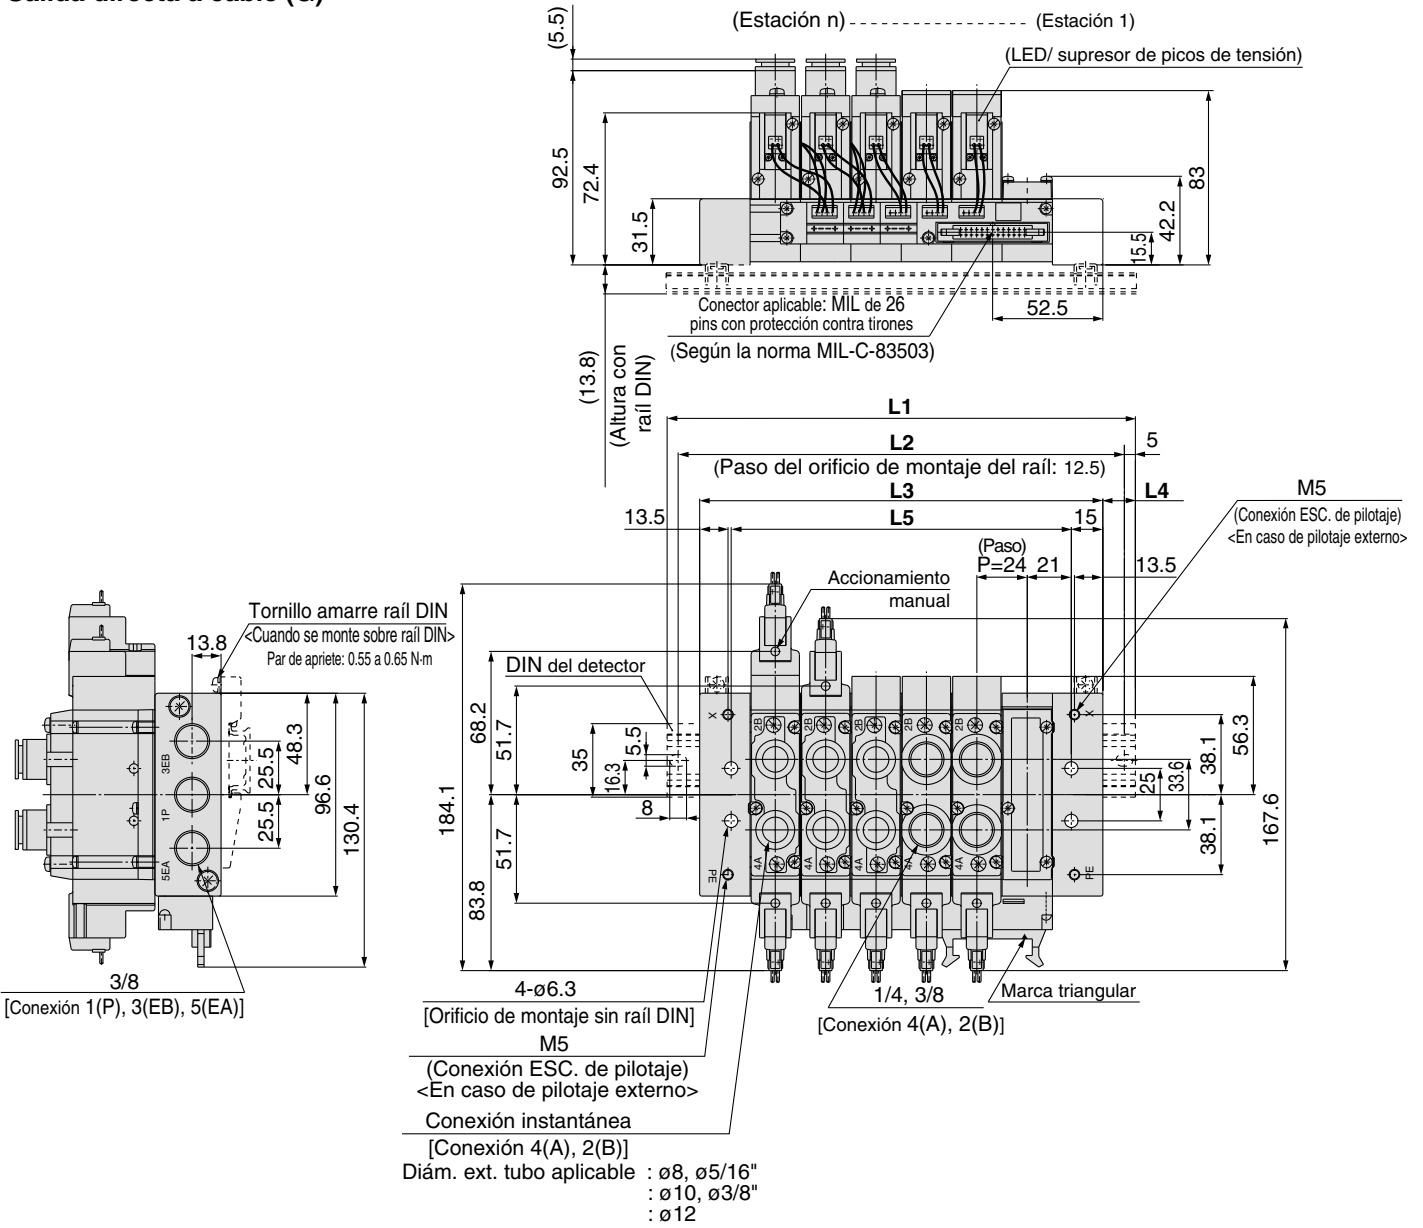 (Estación n)
(Estación 1)
(LED/ supresor de picos de tensión)
(5.5)
92.5
72.4
31.5
83
42.2
15.5
52.5
Conector aplicable: MIL de 26
pins con protección contra tirones
(Según la norma MIL-C-83503)
(13.8)
(Altura con
raíl DIN)
L1
L2
5
(Paso del orificio de montaje del raíl: 12.5)
L3
L4
13.5
L5
15
M5
(Conexión ESC. de pilotaje)
<En caso de pilotaje externo>
(Paso)
P=24
21
13.5
Accionamiento
manual
Tornillo amarre raíl DIN
<Cuando se monte sobre raíl DIN>
Par de apriete: 0.55 a 0.65 N·m
13.8
DIN del detector
184.1
68.2
51.7
35
16.3
5.5
8
51.7
83.8
48.3
25.5
25.5
96.6
130.4
3EB
1P
5EA
X
PE
2B
2B
2B
2B
2B
4A
4A
4A
4A
4A
X
PE
25
33.6
38.1
38.1
56.3
167.6
3/8
[Conexión 1(P), 3(EB), 5(EA)]
4-ø6.3
[Orificio de montaje sin raíl DIN]
M5
(Conexión ESC. de pilotaje)
<En caso de pilotaje externo>
Conexión instantánea
[Conexión 4(A), 2(B)]
Diám. ext. tubo aplicable : ø8, ø5/16"
: ø10, ø3/8"
: ø12
1/4, 3/8
[Conexión 4(A), 2(B)]
Marca triangular